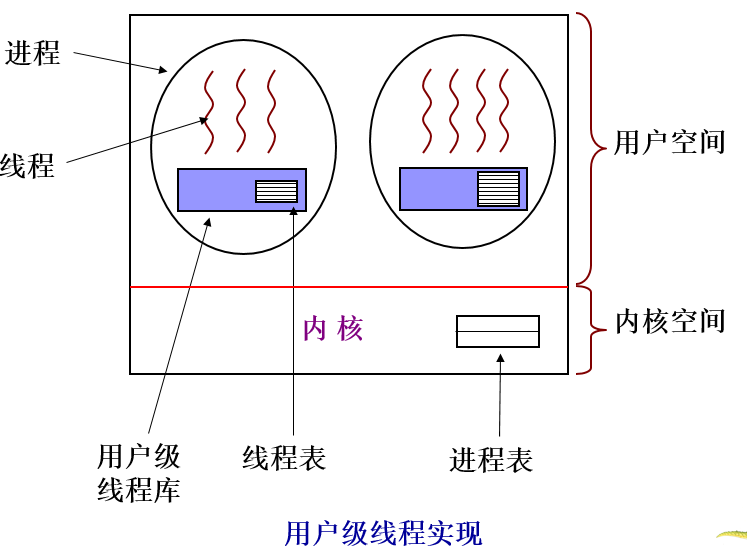 进程
线程
用户空间
内核
内核空间
用户级
线程库
线程表
进程表
用户级线程实现